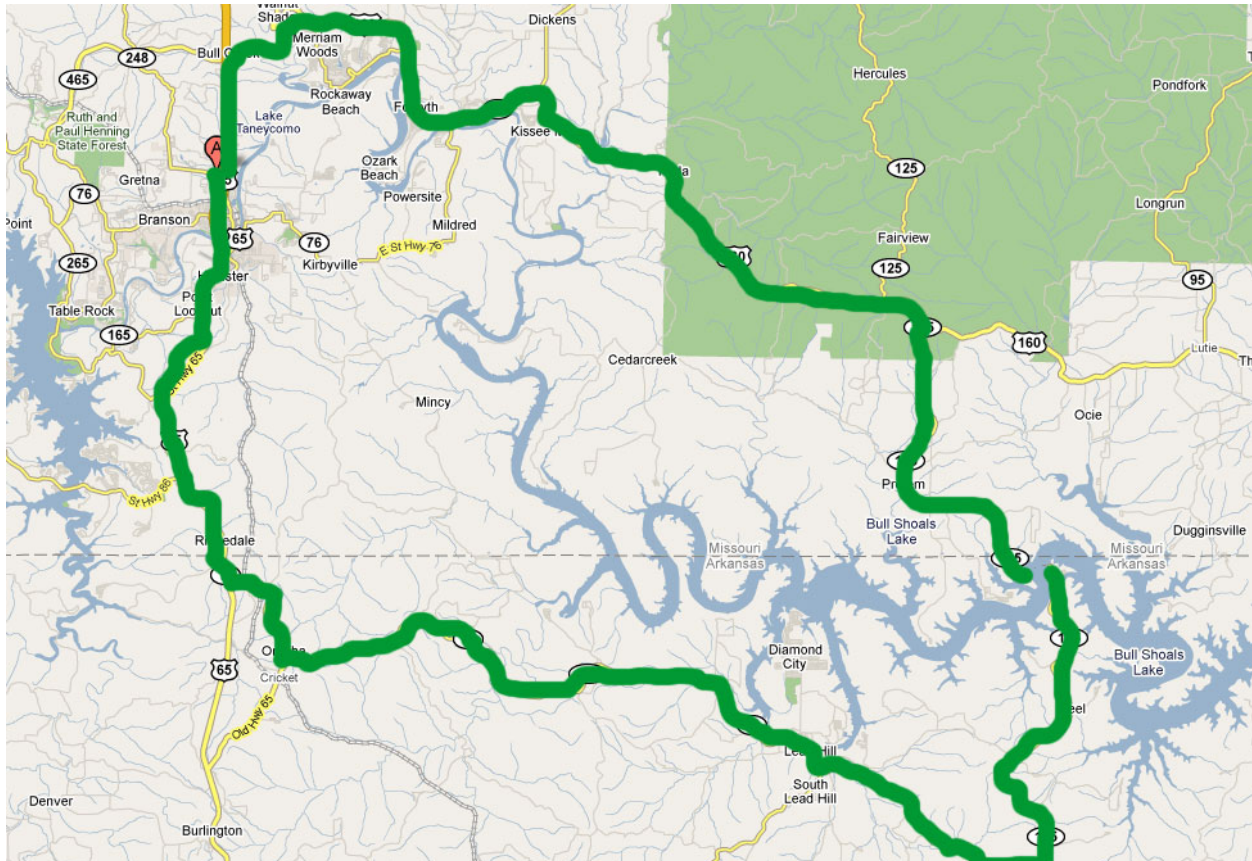 Dickens
248
Hercules
465
Pondfork
Merriam
Woods
Rockaway
Beach
Lake
Taneycomo
Ruth and
Paul Henning
State Forest
A
Gretna
Ozark
Beach
Powersite
125
76
Longrun
Branson
Mildred
Point
65
76
E St Hwy 76
Fairview
Kirbyville
265
125
95
Table Rock
165
160
Lutie
Cedarcreek
Mincy
Ocie
St Hwy 86
Bull Shoals
Lake
Dugginsville
Missouri
Arkansas
Missouri
Arkansas
Diamond
City
Bull Shoals
Lake
Cricket
65
Old Hwy 65
South
Lead Hill
Denver
Burlington